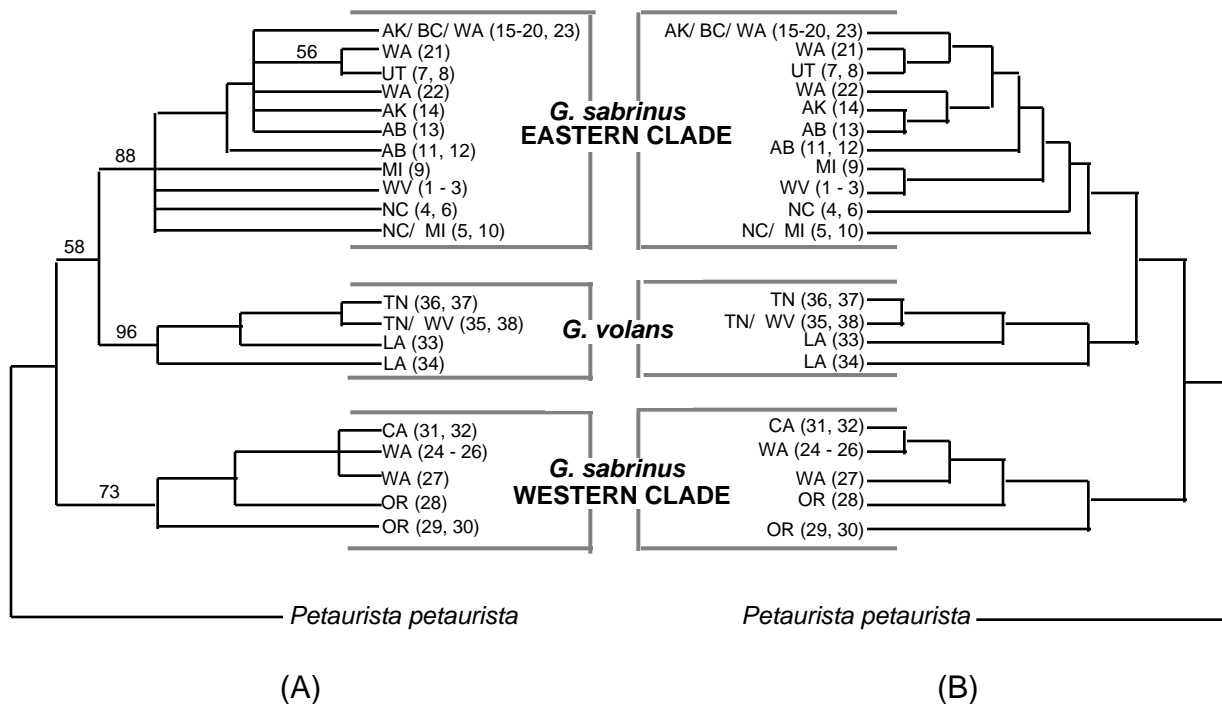 AK/ BC/ WA (15-20, 23)
56
WA (21)
UT (7, 8)
WA (22)
AK (14)
AB (13)
AB (11, 12)
88
MI (9)
WV (1 - 3)
NC (4, 6)
NC/ MI (5, 10)
58
TN (36, 37)
TN/ WV (35, 38)
96
LA (33)
LA (34)
CA (31, 32)
WA (24 - 26)
WA (27)
73
OR (28)
OR (29, 30)
Petaurista petaurista
(A)
G. sabrinus
EASTERN CLADE
G. volans
G. sabrinus
WESTERN CLADE
AK/ BC/ WA (15-20, 23)
WA (21)
UT (7, 8)
WA (22)
AK (14)
AB (13)
AB (11, 12)
MI (9)
WV (1 - 3)
NC (4, 6)
NC/ MI (5, 10)
TN (36, 37)
TN/ WV (35, 38)
LA (33)
LA (34)
CA (31, 32)
WA (24 - 26)
WA (27)
OR (28)
OR (29, 30)
Petaurista petaurista
(B)